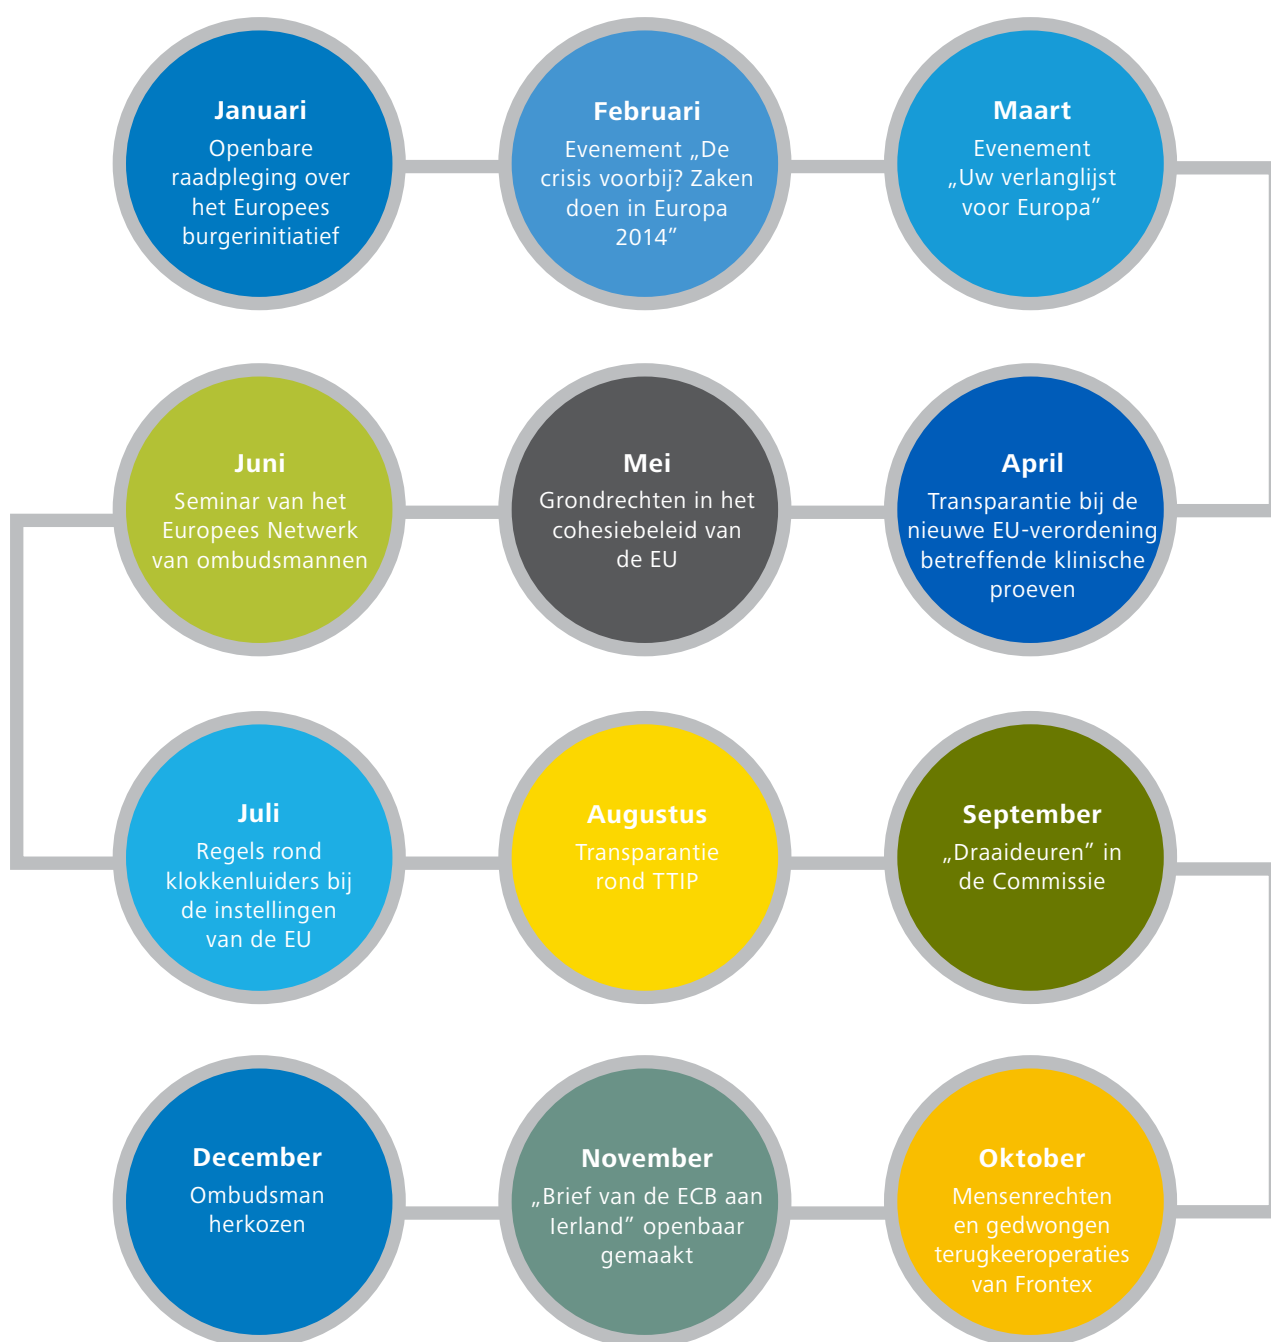 Januari
Openbare
raadpleging over
het Europees
burgerinitiatief
Februari
Evenement „De
crisis voorbij? Zaken
doen in Europa
2014”
Maart
Evenement
„Uw verlanglijst
voor Europa”
April
Transparantie bij de
nieuwe EU-verordening
betreffende klinische
proeven
Mei
Grondrechten in het
cohesiebeleid van
de EU
Juni
Seminar van het
Europees Netwerk
van ombudsmannen
Juli
Regels rond
klokkenluiders bij
de instellingen
van de EU
Augustus
Transparantie
rond TTIP
September
„Draaideuren” in
de Commissie
Oktober
Mensenrechten
en gedwongen
terugkeeroperaties
van Frontex
November
„Brief van de ECB aan
Ierland” openbaar
gemaakt
December
Ombudsman
herkozen